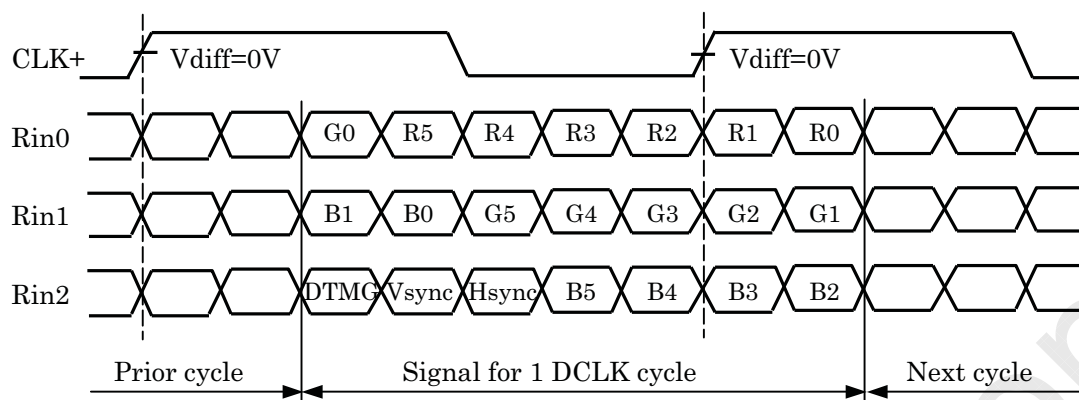 CLK+ Vdiff=0V Vdiff=0V
Rin0 G0 R5 R4 R3 R2 R1 R0
Rin1 B1 B0 G5 G4 G3 G2 G1
Rin2 DTMG Vsync Hsync B5 B4 B3 B2
Prior cycle Signal for 1 DCLK cycle Next cycle